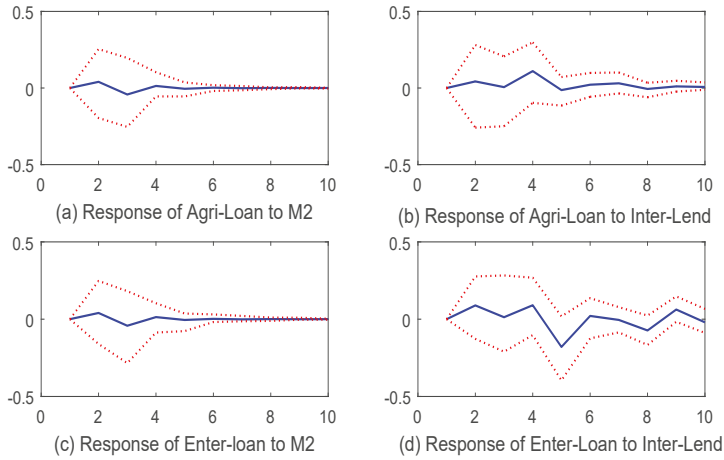 0.5 0.5
0 0
-0.5 -0.5
0 2 4 6 8 10 0 2 4 6 8 10
(a) Response of Agri-Loan to M2 (b) Response of Agri-Loan to Inter-Lend
0.5 0.5
0 0
-0.5 -0.5
0 2 4 6 8 10 0 2 4 6 8 10
(c) Response of Enter-loan to M2 (d) Response of Enter-Loan to Inter-Lend